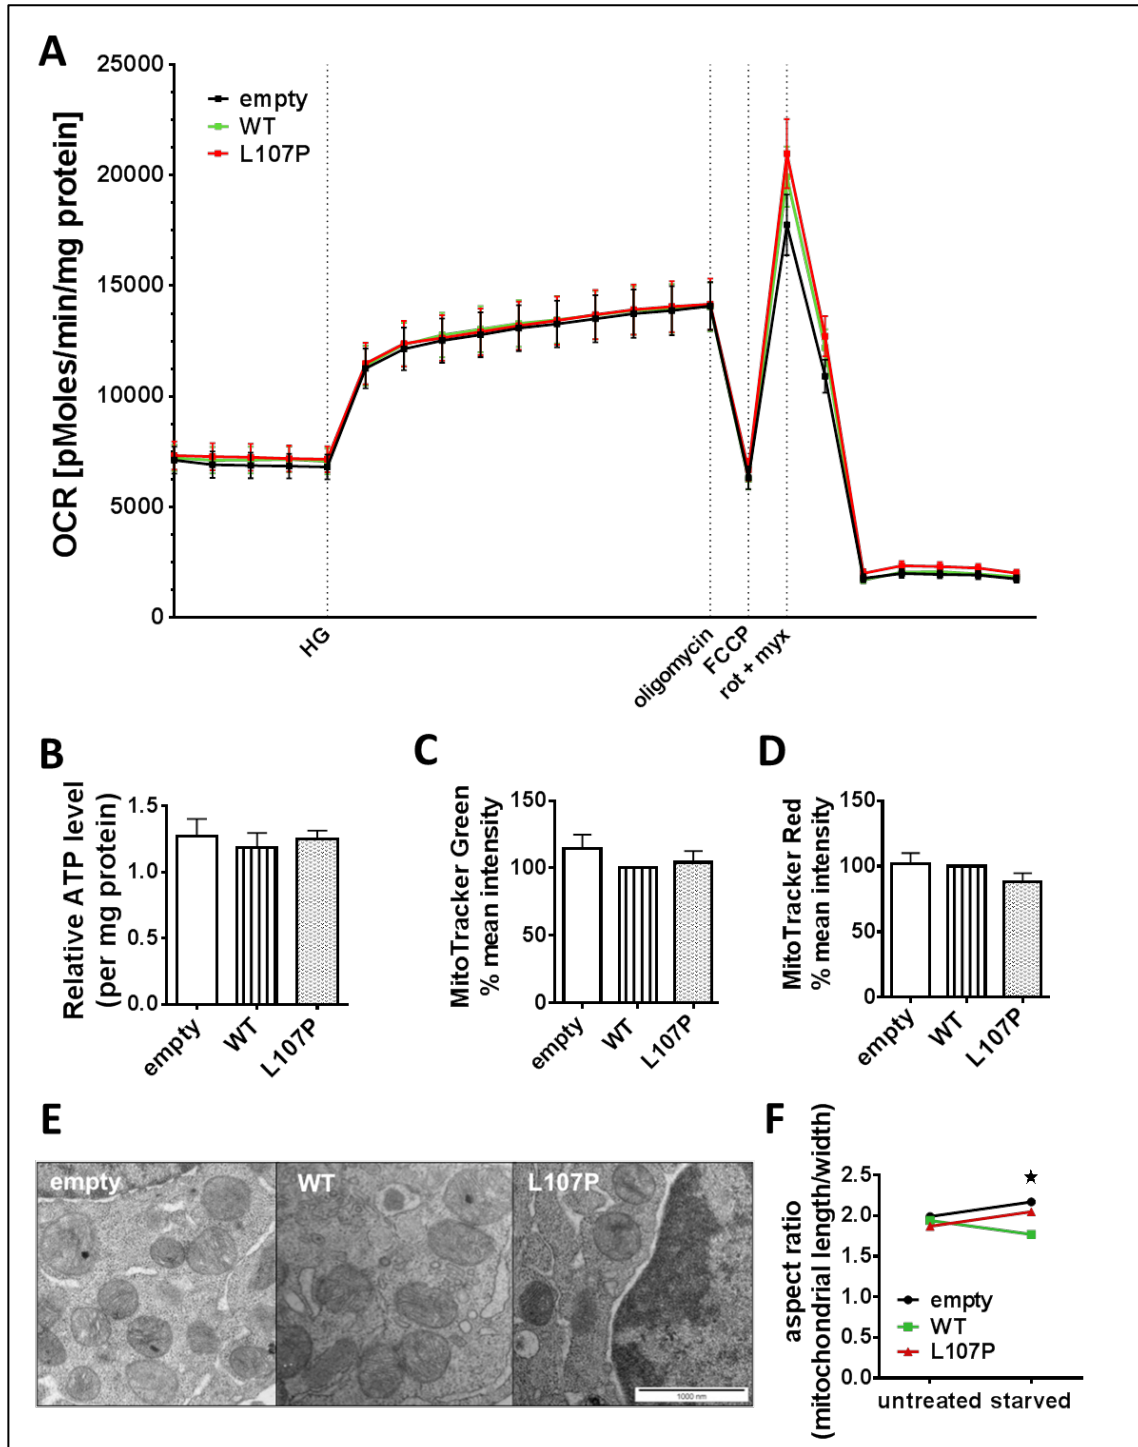 A
OCR [pMoles/min/mg protein]
25000
20000
15000
10000
5000
0
empty
WT
L107P
HG
oligomycin
FCCP
rot + myx
B
Relative ATP level
(per mg protein)
1.5
1.0
0.5
0.0
empty
WT
L107P
C
MitoTracker Green
% mean intensity
150
100
50
0
empty
WT
L107P
D
MitoTracker Red
% mean intensity
150
100
50
0
empty
WT
L107P
E
empty
WT
L107P
1000 nm
F
aspect ratio
(mitochondrial length/width)
2.5
2.0
1.5
1.0
0.5
0.0
empty
WT
L107P
untreated starved